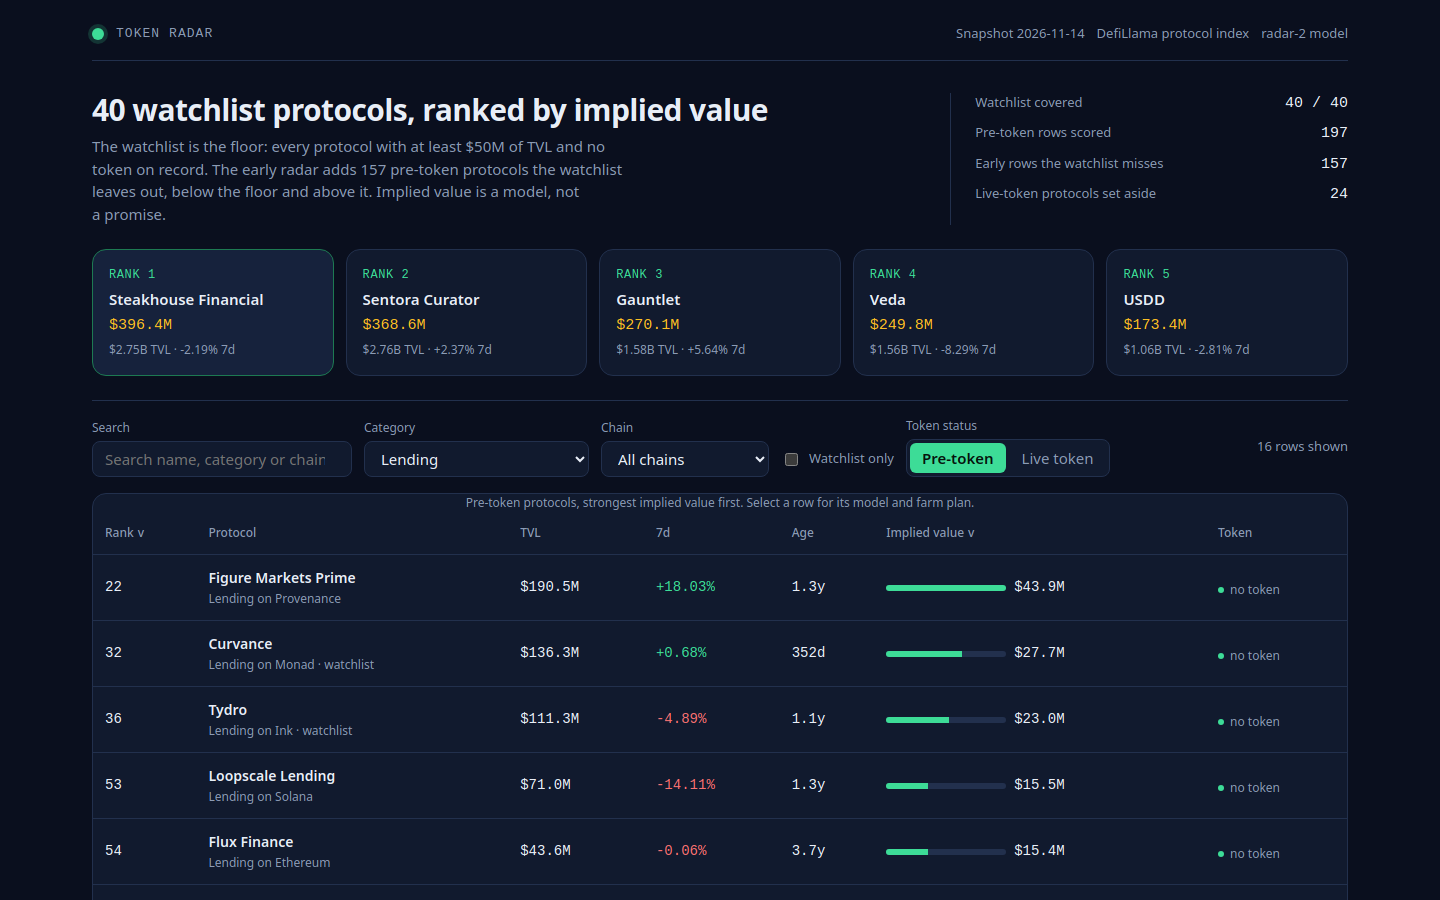 TOKEN RADAR
Snapshot 2026-11-14 DefiLlama protocol index radar-2 model
40 watchlist protocols, ranked by implied value
The watchlist is the floor: every protocol with at least $50M of TVL and no
token on record. The early radar adds 157 pre-token protocols the watchlist
leaves out, below the floor and above it. Implied value is a model, not
a promise.
Watchlist covered 40 / 40
Pre-token rows scored 197
Early rows the watchlist misses 157
Live-token protocols set aside 24
RANK 1
Steakhouse Financial
$396.4M
$2.75B TVL · -2.19% 7d
RANK 2
Sentora Curator
$368.6M
$2.76B TVL · +2.37% 7d
RANK 3
Gauntlet
$270.1M
$1.58B TVL · +5.64% 7d
RANK 4
Veda
$249.8M
$1.56B TVL · -8.29% 7d
RANK 5
USDD
$173.4M
$1.06B TVL · -2.81% 7d
Search
Search name, category or chain
Category
Lending
Chain
All chains
Watchlist only
Token status
Pre-token Live token
16 rows shown
Pre-token protocols, strongest implied value first. Select a row for its model and farm plan.
Rank v Protocol TVL 7d Age Implied value v Token
22 Figure Markets Prime $190.5M +18.03% 1.3y $43.9M no token
Lending on Provenance
32 Curvance $136.3M +0.68% 352d $27.7M no token
Lending on Monad · watchlist
36 Tydro $111.3M -4.89% 1.1y $23.0M no token
Lending on Ink · watchlist
53 Loopscale Lending $71.0M -14.11% 1.3y $15.5M no token
Lending on Solana
54 Flux Finance $43.6M -0.06% 3.7y $15.4M no token
Lending on Ethereum